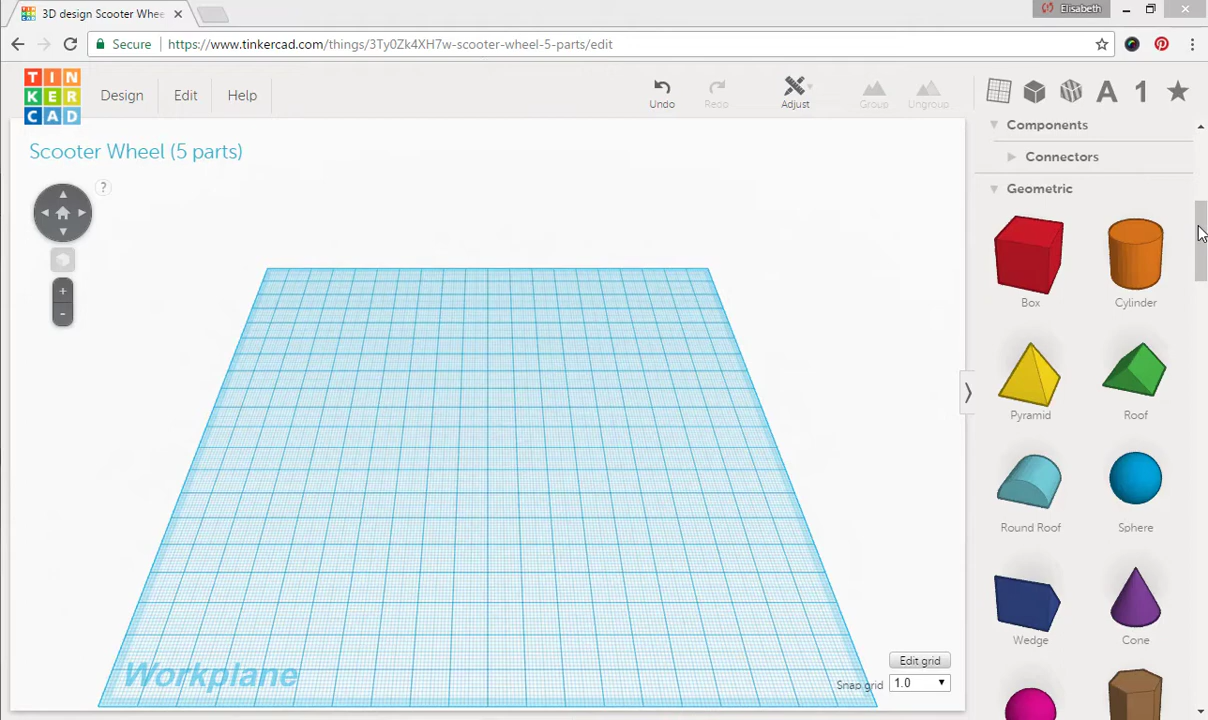 3D design Scooter Whee
Elisabeth
Secure
https://www.tinkercad.com/things/3Ty0Zk4XH7w-scooter-wheel-5-parts/edit
TIN
KER
CAD
Design
Edit
Help
Undo
Redo
Adjust
Group
Ungroup
A
1
Scooter Wheel (5 parts)
?
+
-
Components
Connectors
Geometric
Box
Cylinder
Pyramid
Roof
Round Roof
Sphere
Wedge
Cone
Workplane
Edit grid
Snap grid
1.0